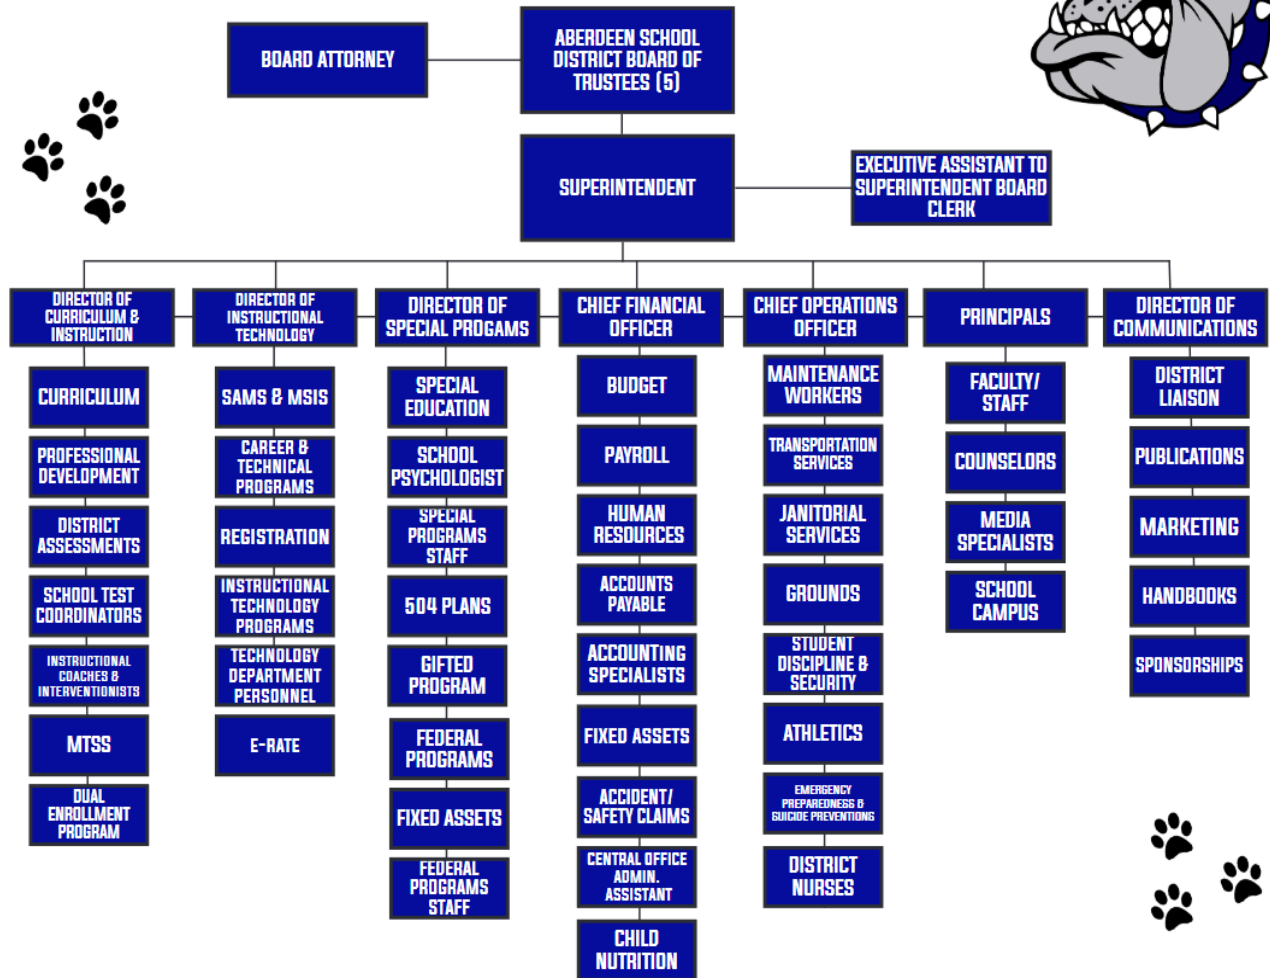 BOARD ATTORNEY
ABERDEEN SCHOOL
DISTRICT BOARD OF
TRUSTEES (5)
SUPERINTENDENT
EXECUTIVE ASSISTANT TO
SUPERINTENDENT BOARD
CLERK
DIRECTOR OF
CURRICULUM &
INSTRUCTION
CURRICULUM
PROFESSIONAL
DEVELOPMENT
DISTRICT
ASSESSMENTS
SCHOOL TEST
COORDINATORS
INSTRUCTIONAL
COACHES &
INTERVENTIONISTS
MTSS
DUAL
ENROLLMENT
PROGRAM
DIRECTOR OF
INSTRUCTIONAL
TECHNOLOGY
SAMS & MSIS
CAREER &
TECHNICAL
PROGRAMS
REGISTRATION
INSTRUCTIONAL
TECHNOLOGY
PROGRAMS
TECHNOLOGY
DEPARTMENT
PERSONNEL
E-RATE
DIRECTOR OF
SPECIAL PROGAMS
SPECIAL
EDUCATION
SCHOOL
PSYCHOLOGIST
SPECIAL
PROGRAMS
STAFF
504 PLANS
GIFTED
PROGRAM
FEDERAL
PROGRAMS
FIXED ASSETS
FEDERAL
PROGRAMS
STAFF
CHIEF FINANCIAL
OFFICER
BUDGET
PAYROLL
HUMAN
RESOURCES
ACCOUNTS
PAYABLE
ACCOUNTING
SPECIALISTS
FIXED ASSETS
ACCIDENT/
SAFETY CLAIMS
CENTRAL OFFICE
ADMIN.
ASSISTANT
CHILD
NUTRITION
CHIEF OPERATIONS
OFFICER
MAINTENANCE
WORKERS
TRANSPORTATION
SERVICES
JANITORIAL
SERVICES
GROUNDS
STUDENT
DISCIPLINE &
SECURITY
ATHLETICS
EMERGENCY
PREPAREDNESS &
SUICIDE PREVENTIONS
DISTRICT
NURSES
PRINCIPALS
FACULTY/
STAFF
COUNSELORS
MEDIA
SPECIALISTS
SCHOOL
CAMPUS
DIRECTOR OF
COMMUNICATIONS
DISTRICT
LIAISON
PUBLICATIONS
MARKETING
HANDBOOKS
SPONSORSHIPS